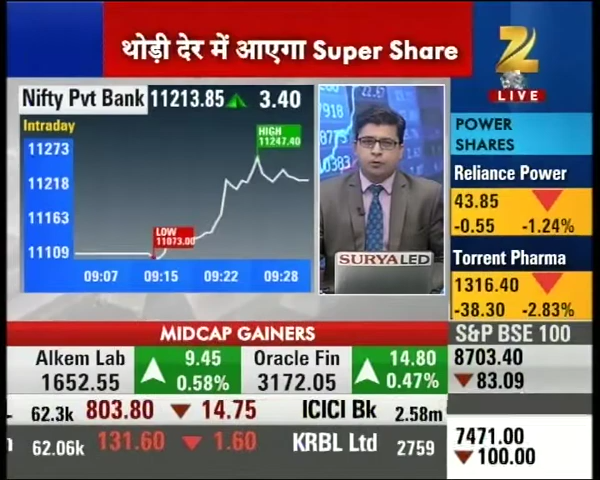 थोड़ी देर में आएगा Super Share
LIVE
Nifty Pvt Bank 11213.85 3.40
Intraday
HIGH
11247.40
11273
11218
11163
11109
LOW
11073.00
09:07 09:15 09:22 09:28
SURYA LED
POWER
SHARES
Reliance Power
43.85
-0.55 -1.24%
Torrent Pharma
1316.40
-38.30 -2.83%
MIDCAP GAINERS
Alkem Lab 9.45 Oracle Fin 14.80
1652.55 0.58% 3172.05 0.47%
S&P BSE 100
8703.40
83.09
62.3k 803.80 14.75 ICICI Bk 2.58m
62.06k 131.60 1.60 KRBL Ltd 2759
7471.00
100.00